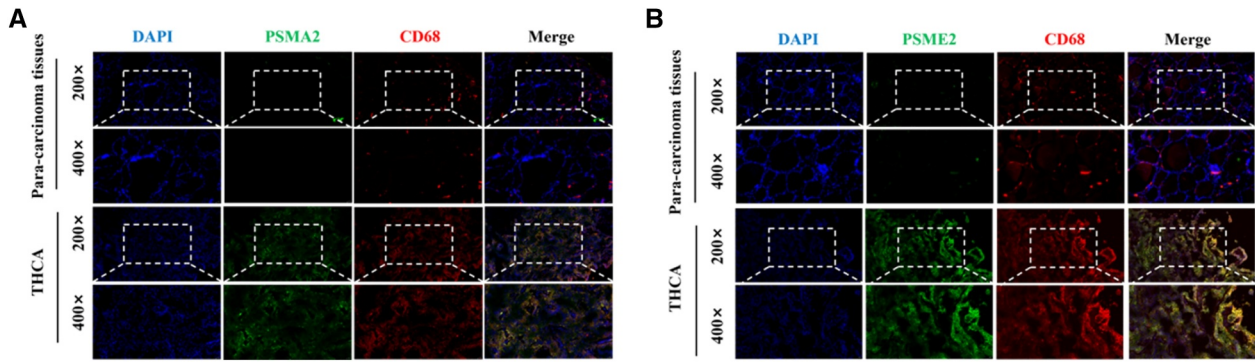 A
DAPI PSMA2 CD68 Merge
Para-carcinoma tissues
200×
400×
THCA
200×
400×
B
DAPI PSME2 CD68 Merge
Para-carcinoma tissues
200×
400×
THCA
200×
400×